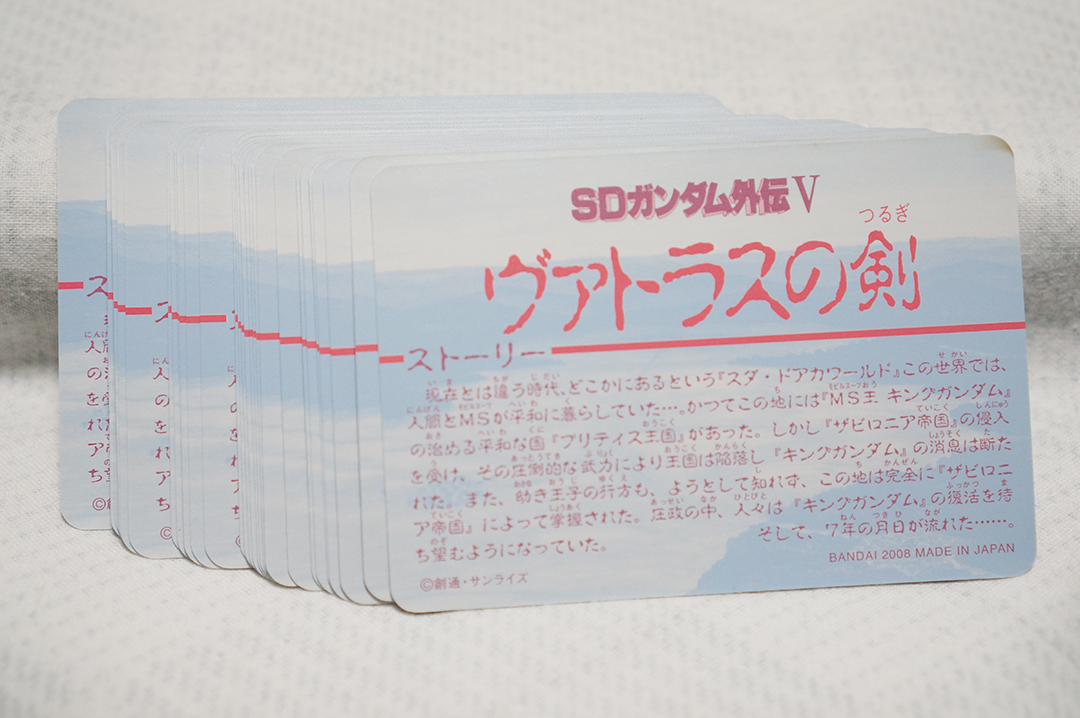 SDガンダム外伝V
つるぎ
ヴァトラスの剣
ストーリー
現在とは違う時代、どこかにあるという『スダ・ドアカワールド』この世界では、
人間とMSが平和に暮らしていた…。かつてこの地には『MS王 キングガンダム』
の治める平和な国『ブリティス王国』があった。しかし『ザビロニア帝国』の侵入
を受け、その圧倒的な武力により王国は陥落し『キングガンダム』の消息は断た
れた。また、幼き王子の行方も、ようとして知れず、この地は完全に『ザビロニ
ア帝国』によって掌握された。圧政の中、人々は『キングガンダム』の復活を待
ち望むようになっていた。 そして、7年の月日が流れた……。
BANDAI 2008 MADE IN JAPAN
©創通・サンライズ